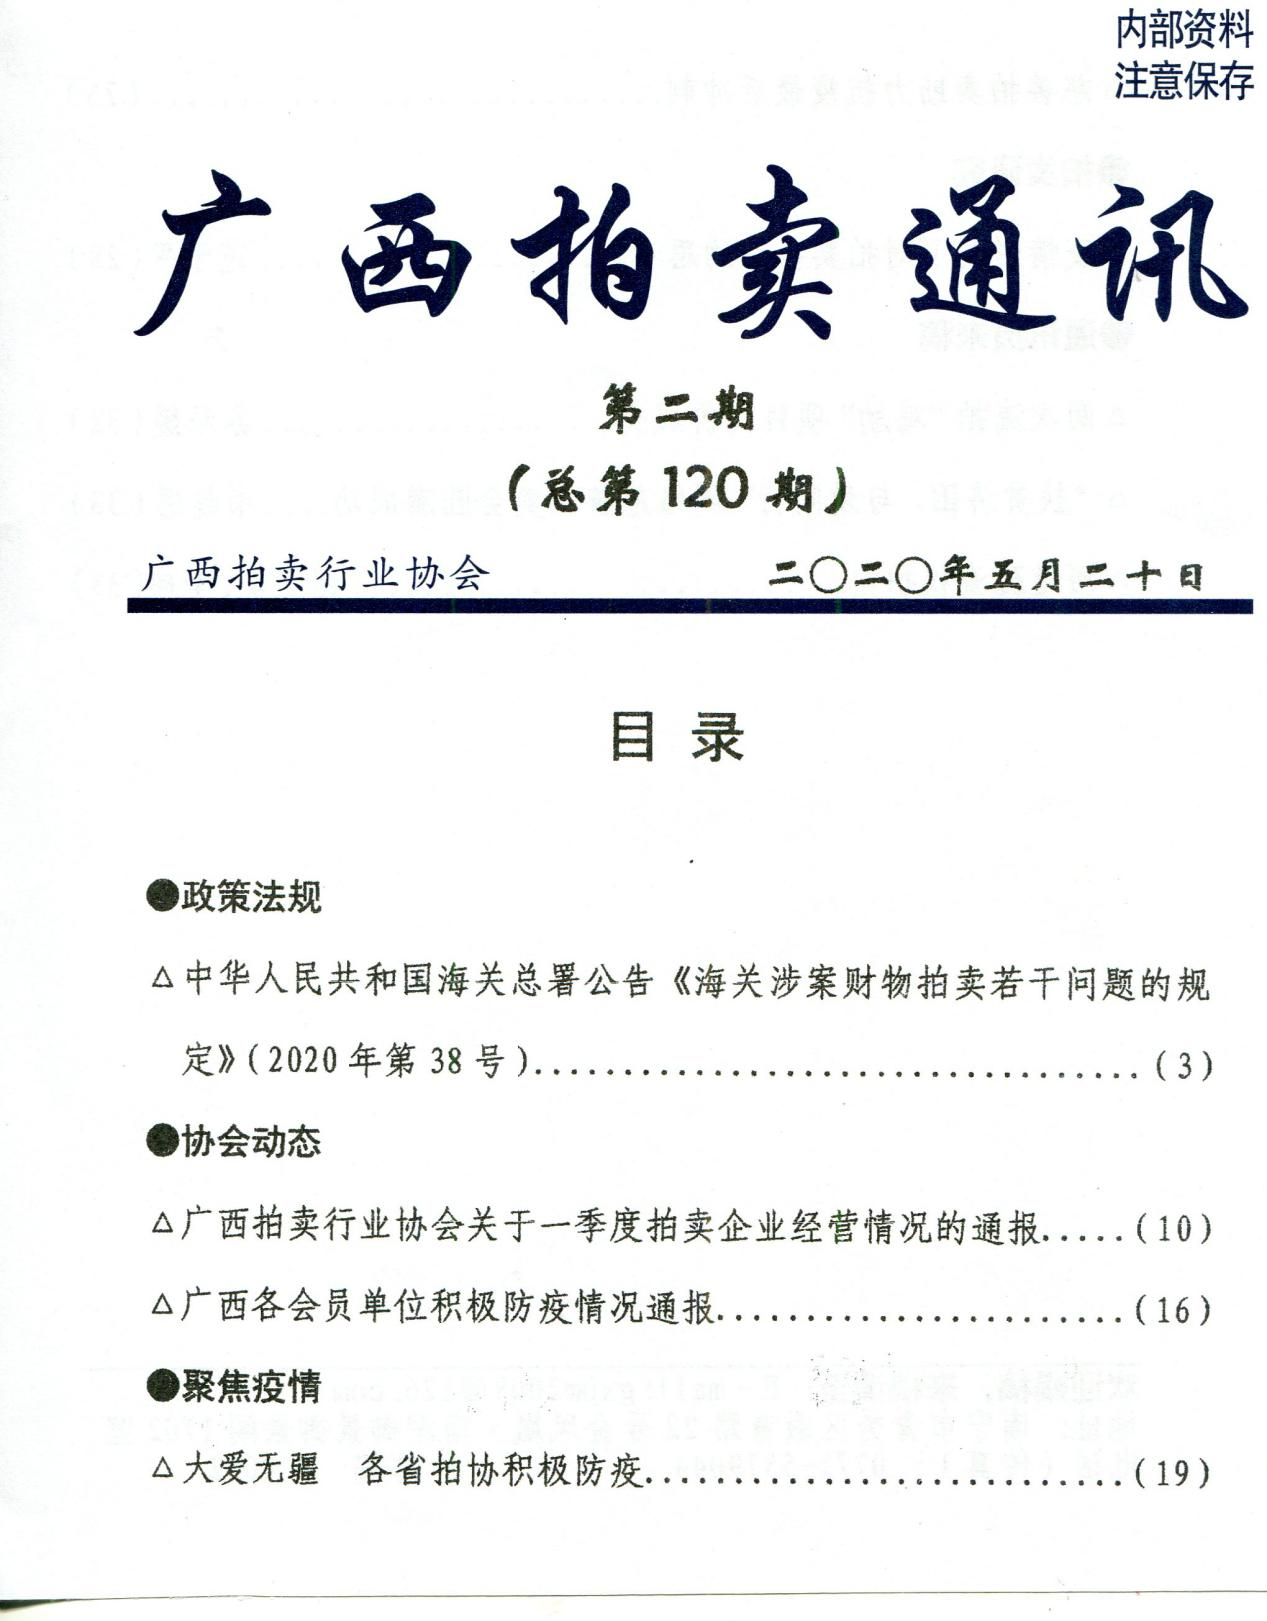 内部资料
注意保存
广西拍卖通讯
第二期
（总第120期）
广西拍卖行业协会 二〇二〇年五月二十日
目录
●政策法规
△中华人民共和国海关总署公告《海关涉案财物拍卖若干问题的规
定》（2020年第38号）..................................（3）
●协会动态
△广西拍卖行业协会关于一季度拍卖企业经营情况的通报.....（10）
△广西各会员单位积极防疫情况通报.......................（16）
●聚焦疫情
△大爱无疆 各省拍协积极防疫...........................（19）